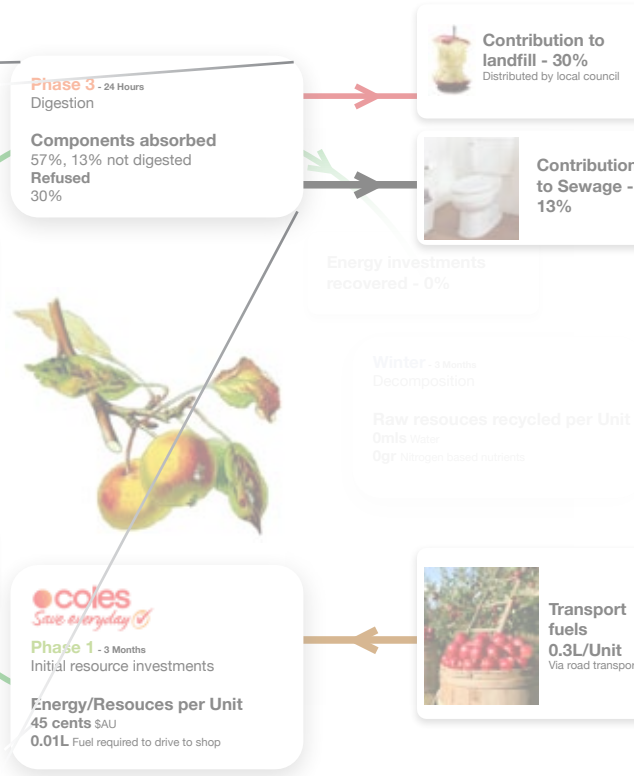 Phase 3 - 24 Hours
Digestion
Components absorbed
57%, 13% not digested
Refused
30%
Contribution to
landfill - 30%
Distributed by local council
Contribution
to Sewage -
13%
Energy investments
recovered - 0%
Winter - 3 Months
Decomposition
Raw resouces recycled per Unit
0mls Water
0gr Nitrogen based nutrients
coles
Save everyday
Phase 1 - 3 Months
Initial resource investments
Energy/Resouces per Unit
45 cents $AU
0.01L Fuel required to drive to shop
Transport
fuels
0.3L/Unit
Via road transpor